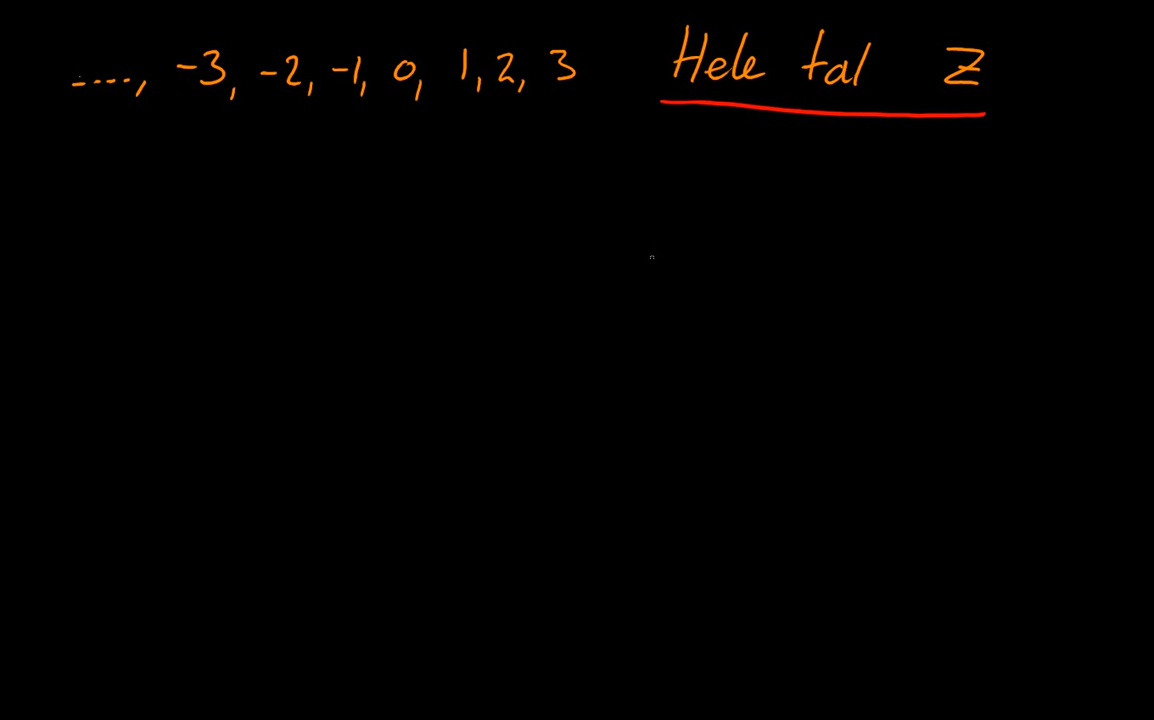 ...., -3, -2, -1, 0, 1, 2, 3 Hele tal Z